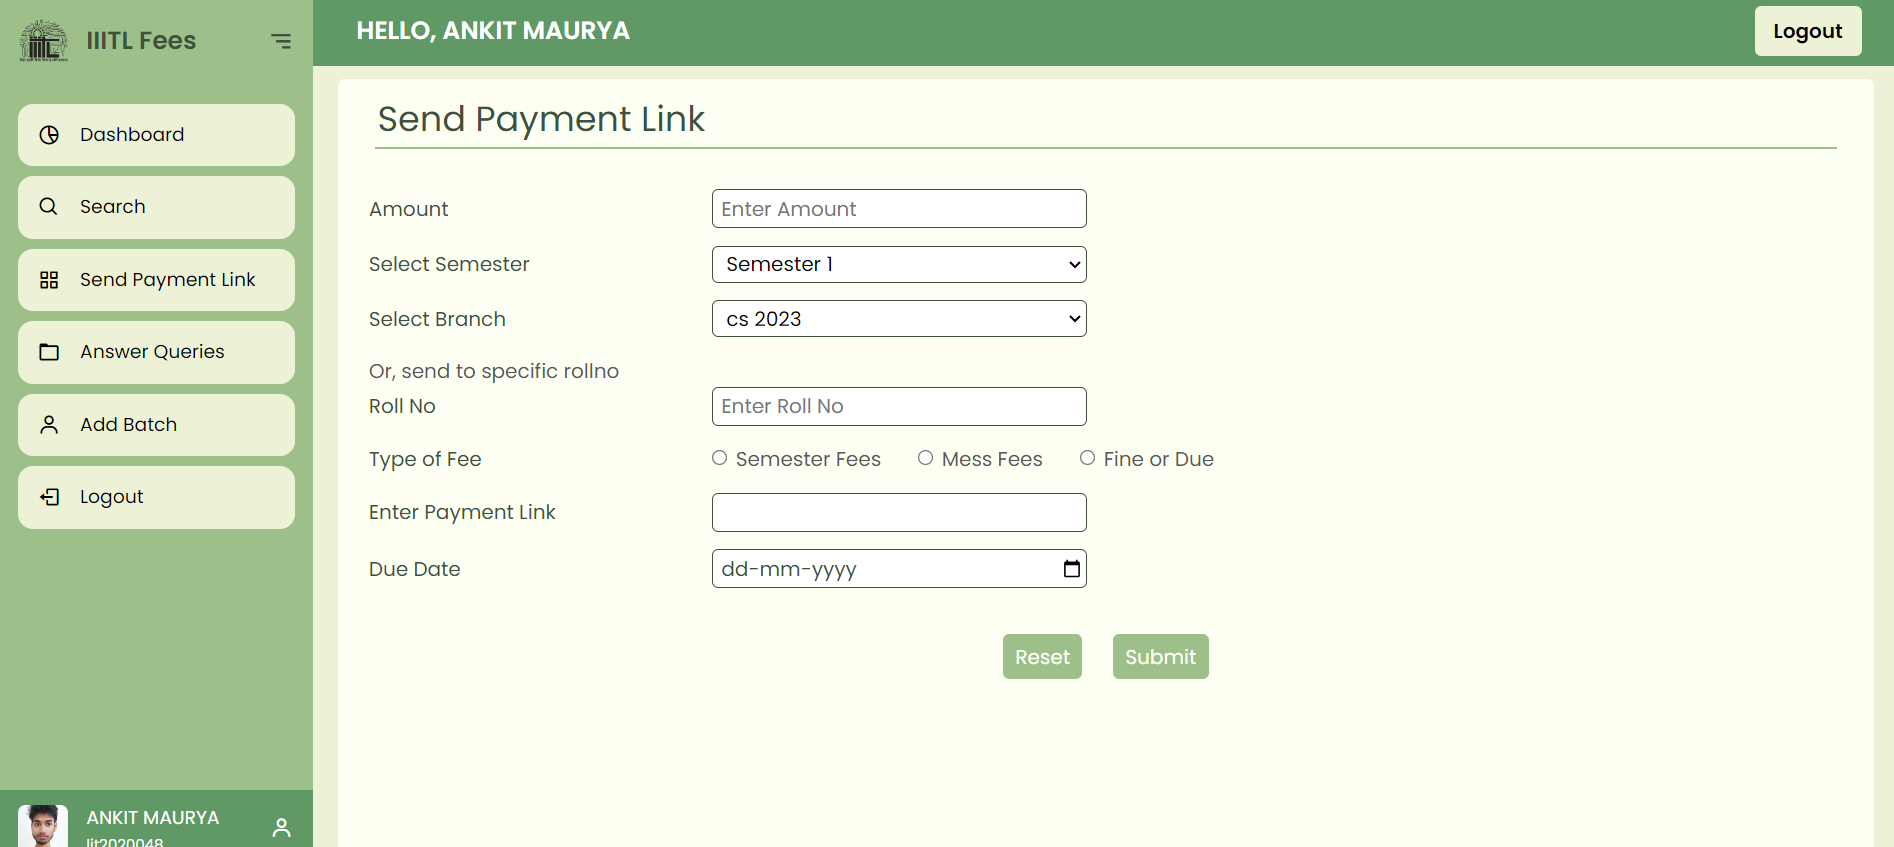 IIITL Fees
HELLO, ANKIT MAURYA
Logout
Dashboard
Search
Send Payment Link
Answer Queries
Add Batch
Logout
Send Payment Link
Amount
Enter Amount
Select Semester
Semester 1
Select Branch
cs 2023
Or, send to specific rollno
Roll No
Enter Roll No
Type of Fee
Semester Fees
Mess Fees
Fine or Due
Enter Payment Link
Due Date
dd-mm-yyyy
Reset
Submit
ANKIT MAURYA
lit2020048